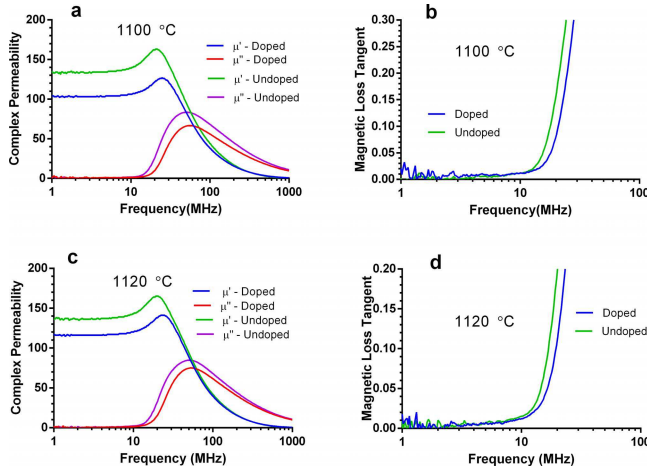 a
1100 °C
Complex Permeability
200
150
100
50
0
1
10
100
1000
Frequency(MHz)
μ' - Doped
μ'' - Doped
μ' - Undoped
μ'' - Undoped
b
1100 °C
Magnetic Loss Tangent
0.30
0.25
0.20
0.15
0.10
0.05
0.00
1
10
100
Frequency(MHz)
Doped
Undoped
c
1120 °C
Complex Permeability
200
150
100
50
0
1
10
100
1000
Frequency(MHz)
μ' - Doped
μ'' - Doped
μ' - Undoped
μ'' - Undoped
d
1120 °C
Magnetic Loss Tangent
0.20
0.15
0.10
0.05
0.00
1
10
100
Frequency(MHz)
Doped
Undoped